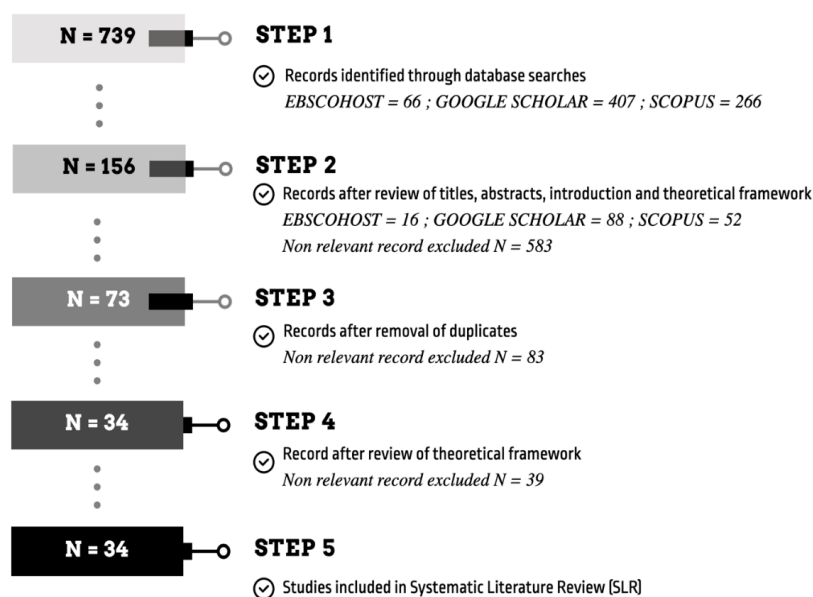 N = 739
STEP 1
Records identified through database searches
EBSCOHOST = 66 ; GOOGLE SCHOLAR = 407 ; SCOPUS = 266
N = 156
STEP 2
Records after review of titles, abstracts, introduction and theoretical framework
EBSCOHOST = 16 ; GOOGLE SCHOLAR = 88 ; SCOPUS = 52
Non relevant record excluded N = 583
N = 73
STEP 3
Records after removal of duplicates
Non relevant record excluded N = 83
N = 34
STEP 4
Record after review of theoretical framework
Non relevant record excluded N = 39
N = 34
STEP 5
Studies included in Systematic Literature Review (SLR)